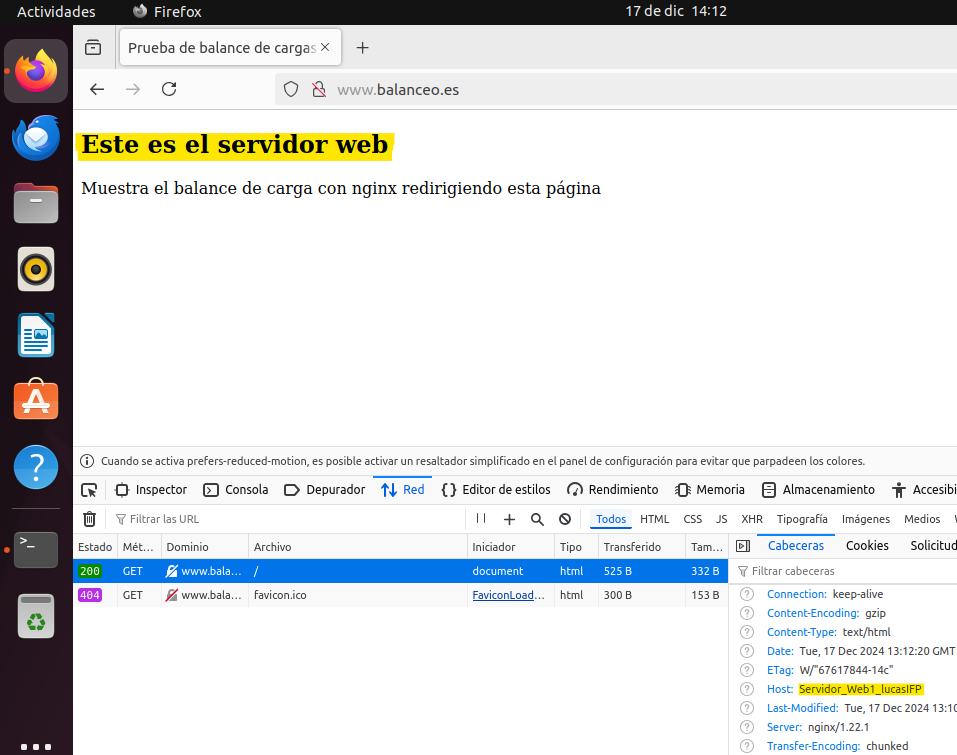 Actividades Firefox 17 de dic 14:12
Prueba de balance de cargas
www.balanceo.es
Este es el servidor web
Muestra el balance de carga con nginx redirigiendo esta página
Cuando se activa prefers-reduced-motion, es posible activar un resaltador simplificado en el panel de configuración para evitar que parpadeen los colores.
Inspector Consola Depurador Red Editor de estilos Rendimiento Memoria Almacenamiento Accesibi
Filtrar las URL Todos HTML CSS JS XHR Tipografía Imágenes Medios
Estado Mét... Dominio Archivo Iniciador Tipo Transferido Tam... Cabeceras Cookies Solicitud
200 GET www.bala... / document html 525 B 332 B Filtrar cabeceras
404 GET www.bala... favicon.ico FaviconLoad... html 300 B 153 B
Connection: keep-alive
Content-Encoding: gzip
Content-Type: text/html
Date: Tue, 17 Dec 2024 13:12:20 GMT
ETag: W/"67617844-14c"
Host: Servidor_Web1_lucasIFP
Last-Modified: Tue, 17 Dec 2024 13:10
Server: nginx/1.22.1
Transfer-Encoding: chunked